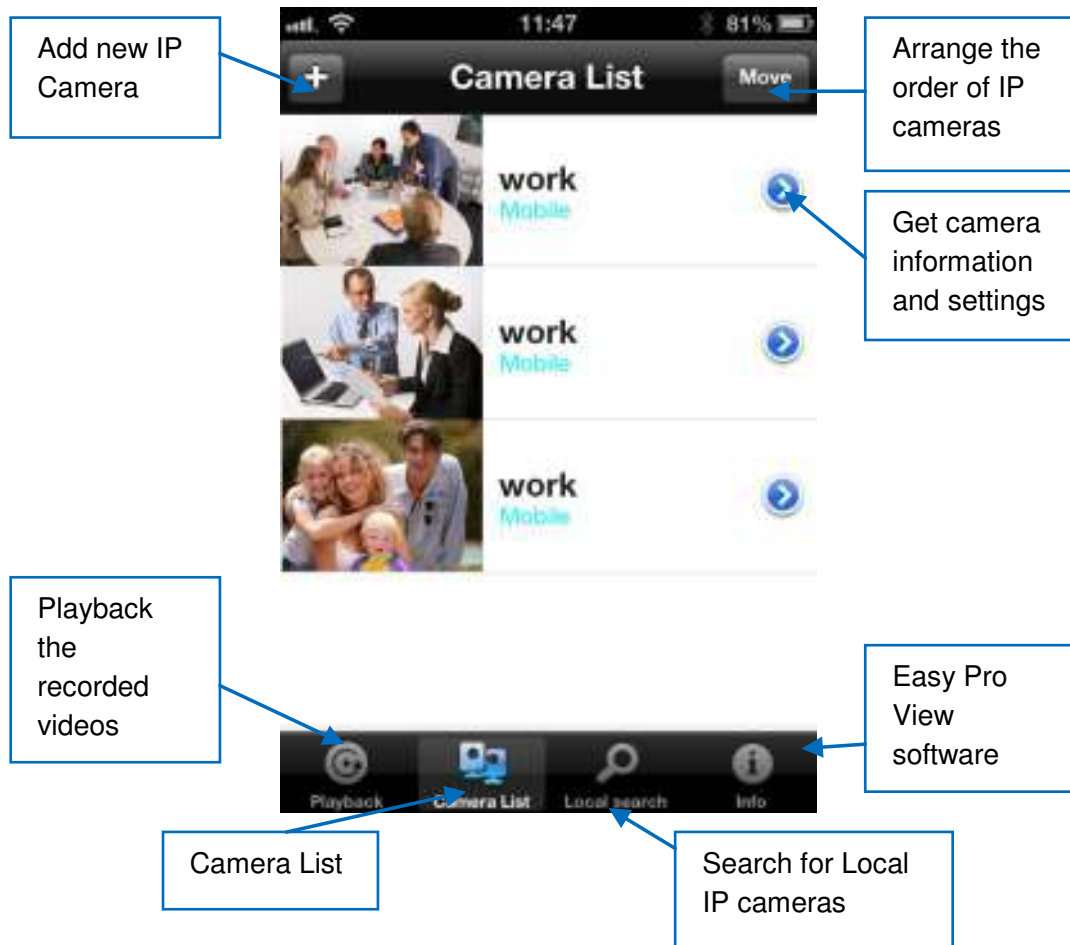 Add new IP
Camera
11:47
81%
+
Camera List
Move
Arrange the
order of IP
cameras
work
Mobile
Get camera
information
and settings
work
Mobile
work
Mobile
Playback
the
recorded
videos
Easy Pro
View
software
Playback
Camera List
Local search
Info
Camera List
Search for Local
IP cameras